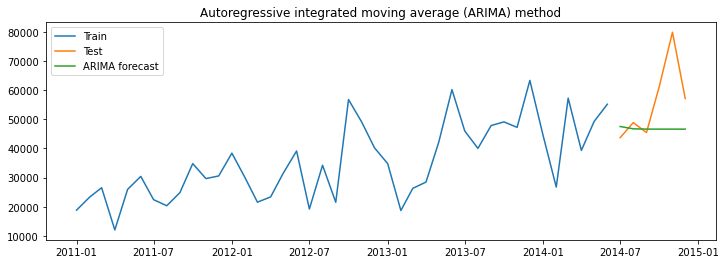 Autoregressive integrated moving average (ARIMA) method
80000
70000
60000
50000
40000
30000
20000
10000
Train
Test
ARIMA forecast
2011-01 2011-07 2012-01 2012-07 2013-01 2013-07 2014-01 2014-07 2015-01